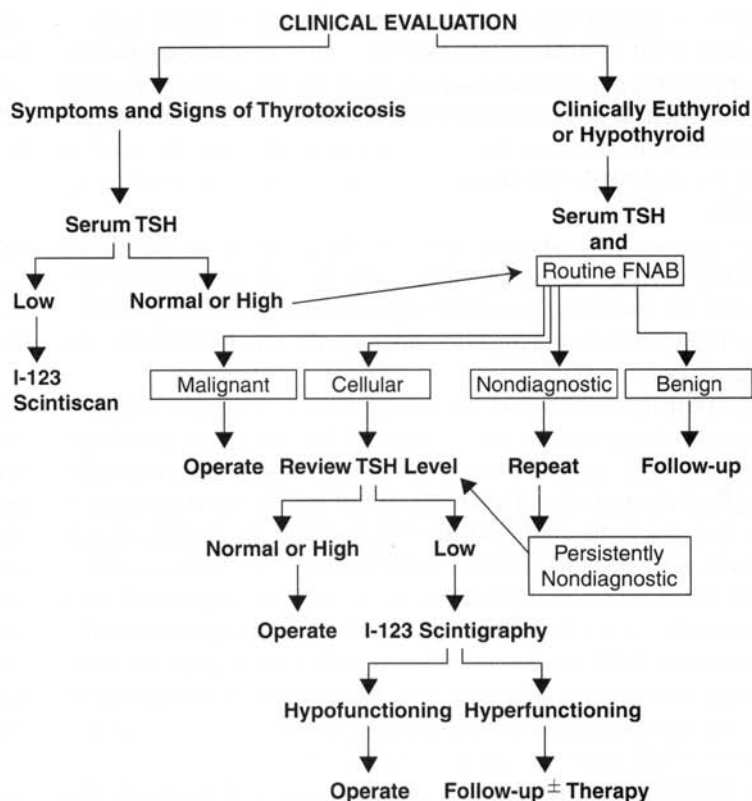 CLINICAL EVALUATION
Symptoms and Signs of Thyrotoxicosis
Clinically Euthyroid
or Hypothyroid
Serum TSH
Serum TSH
and
Routine FNAB
Low
Normal or High
I-123
Scintiscan
Malignant
Cellular
Nondiagnostic
Benign
Operate
Review TSH Level
Repeat
Follow-up
Normal or High
Low
Persistently
Nondiagnostic
Operate
I-123 Scintigraphy
Hypofunctioning
Hyperfunctioning
Operate
Follow-up ± Therapy